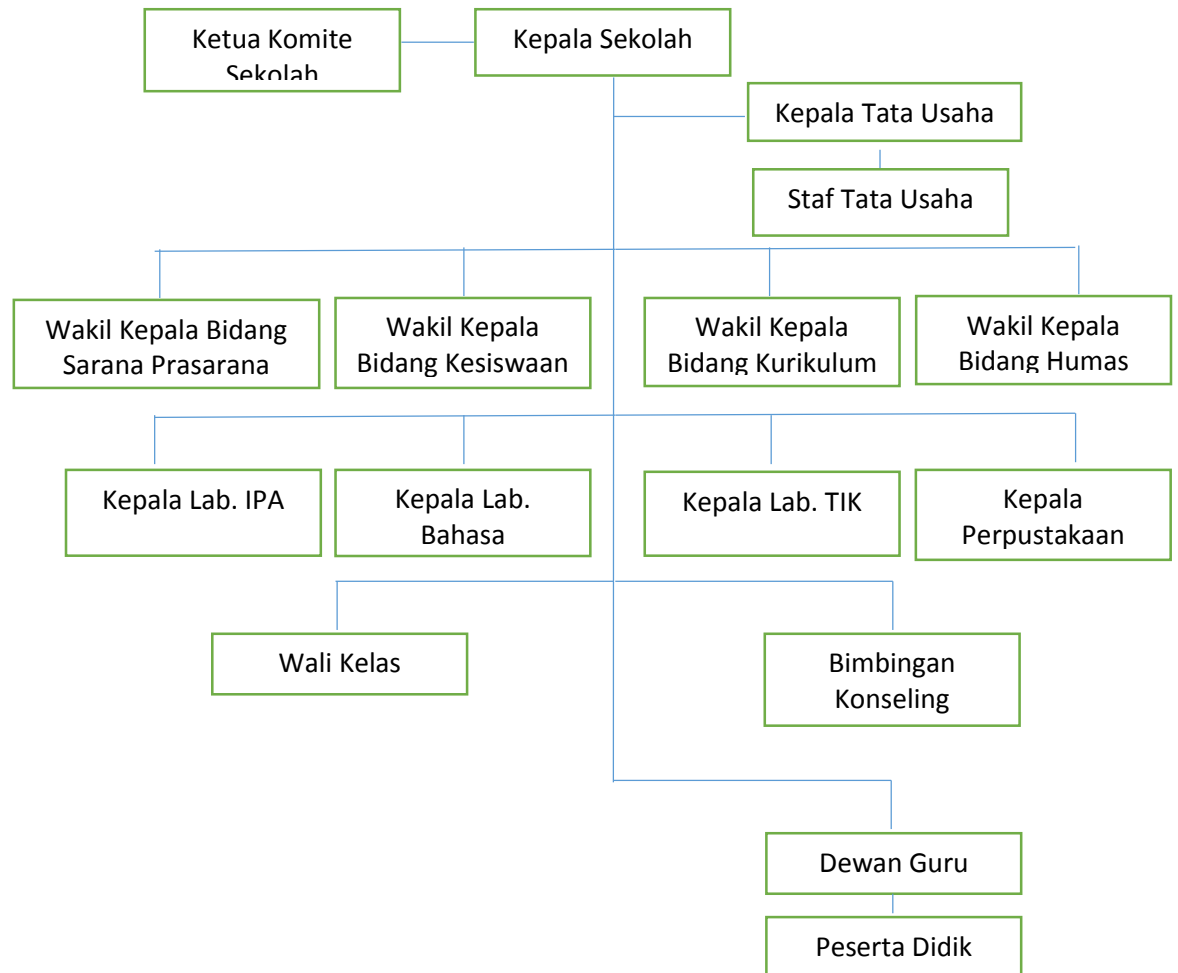 Ketua Komite
Sekolah
Kepala Sekolah
Kepala Tata Usaha
Staf Tata Usaha
Wakil Kepala Bidang
Sarana Prasarana
Wakil Kepala
Bidang Kesiswaan
Wakil Kepala
Bidang Kurikulum
Wakil Kepala
Bidang Humas
Kepala Lab. IPA
Kepala Lab.
Bahasa
Kepala Lab. TIK
Kepala
Perpustakaan
Wali Kelas
Bimbingan
Konseling
Dewan Guru
Peserta Didik